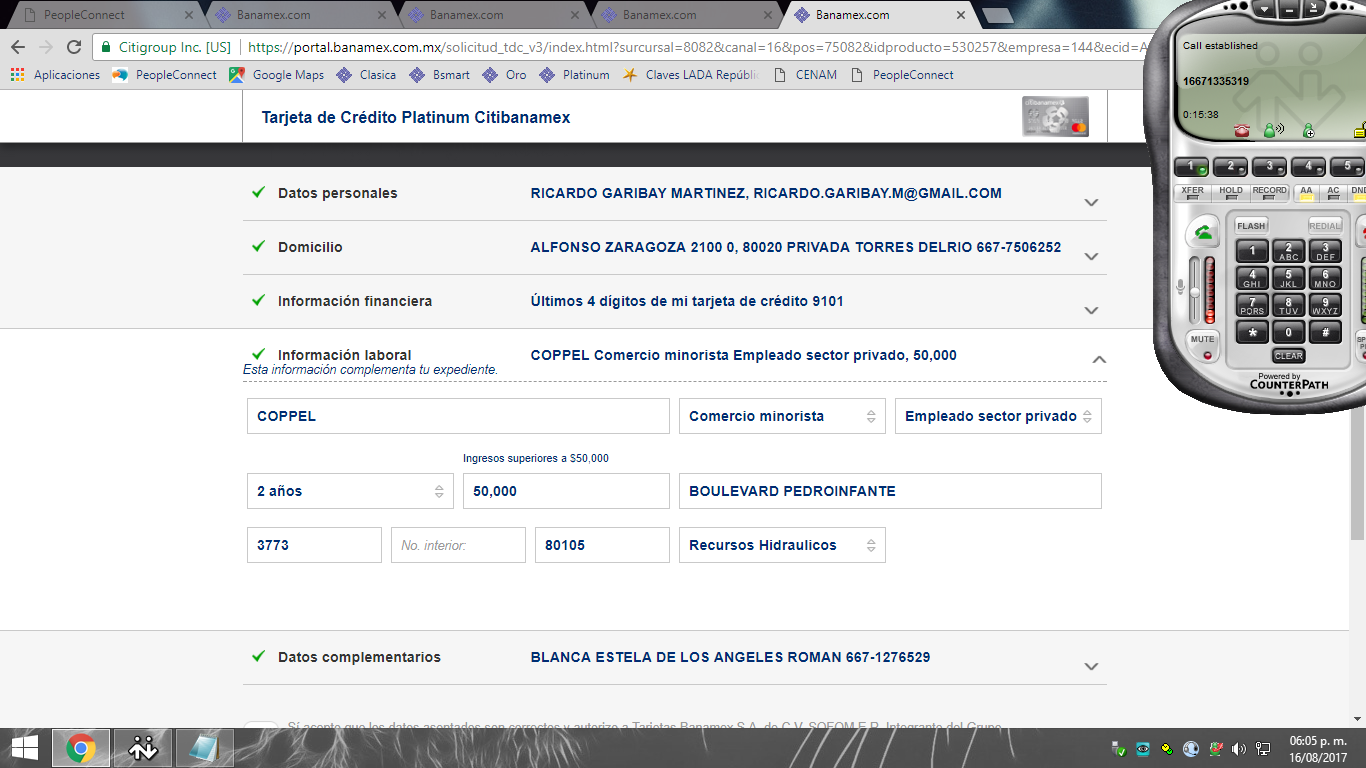 PeopleConnect
Banamex.com
Banamex.com
Banamex.com
Banamex.com
Citigroup Inc. [US]
https://portal.banamex.com.mx/solicitud_tdc_v3/index.html?sursursal=8082&canal=16&pos=75082&idproducto=530257&empresa=144&ecid=A
Aplicaciones
PeopleConnect
Google Maps
Clasica
Bsmart
Oro
Platinum
Claves LADA Repúblic
CENAM
PeopleConnect
Tarjeta de Crédito Platinum Citibanamex
citibanamex
Datos personales
RICARDO GARIBAY MARTINEZ, RICARDO.GARIBAY.M@GMAIL.COM
Domicilio
ALFONSO ZARAGOZA 2100 0, 80020 PRIVADA TORRES DELRIO 667-7506252
Información financiera
Últimos 4 dígitos de mi tarjeta de crédito 9101
Información laboral
COPPEL Comercio minorista Empleado sector privado, 50,000
Esta información complementa tu expediente.
COPPEL
Comercio minorista
Empleado sector privado
Ingresos superiores a $50,000
2 años
50,000
BOULEVARD PEDROINFANTE
3773
No. interior:
80105
Recursos Hidraulicos
Datos complementarios
BLANCA ESTELA DE LOS ANGELES ROMAN 667-1276529
Sí acepto que los datos asentados son correctos y autorizo a Tarjetas Banamex S.A. de C.V. SOFOM E.R. Integrante del Grupo
Call established
16671335319
0:15:38
1 2 3 4 5
XFER HOLD RECORD AA AC DND
FLASH
REDIAL
1
2 ABC
3 DEF
4 GHI
5 JKL
6 MNO
7 PQRS
8 TUV
9 WXYZ
* 0 #
MUTE
CLEAR
Powered by
COUNTERPATH
06:05 p. m.
16/08/2017